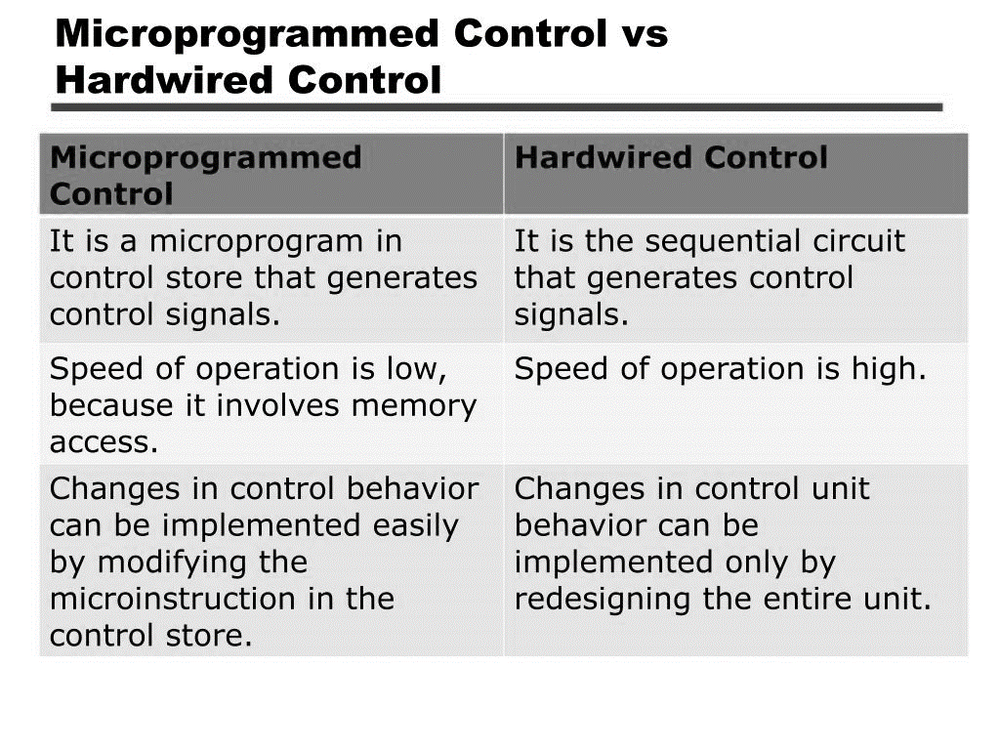 Microprogrammed Control vs
Hardwired Control
Microprogrammed
Control
Hardwired Control
It is a microprogram in
control store that generates
control signals.
It is the sequential circuit
that generates control
signals.
Speed of operation is low,
because it involves memory
access.
Speed of operation is high.
Changes in control behavior
can be implemented easily
by modifying the
microinstruction in the
control store.
Changes in control unit
behavior can be
implemented only by
redesigning the entire unit.